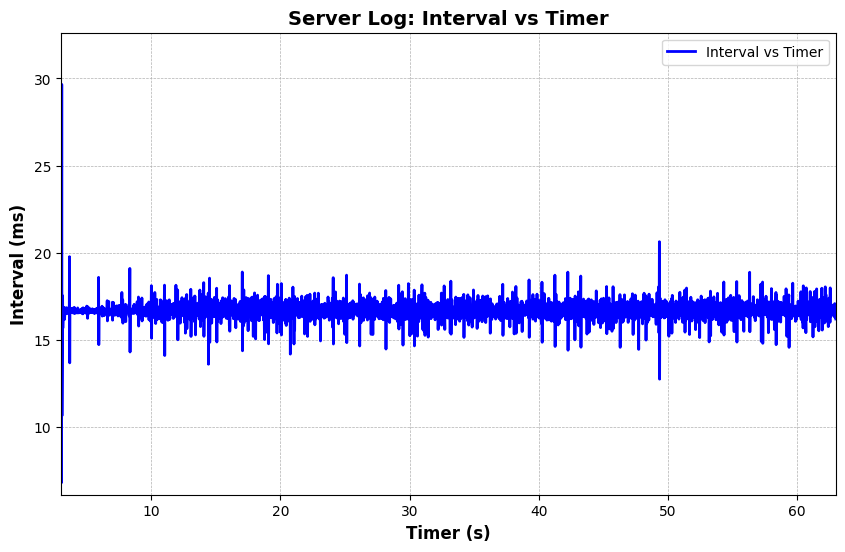 Server Log: Interval vs Timer
Interval vs Timer
30
25
20
15
10
Interval (ms)
10 20 30 40 50 60
Timer (s)